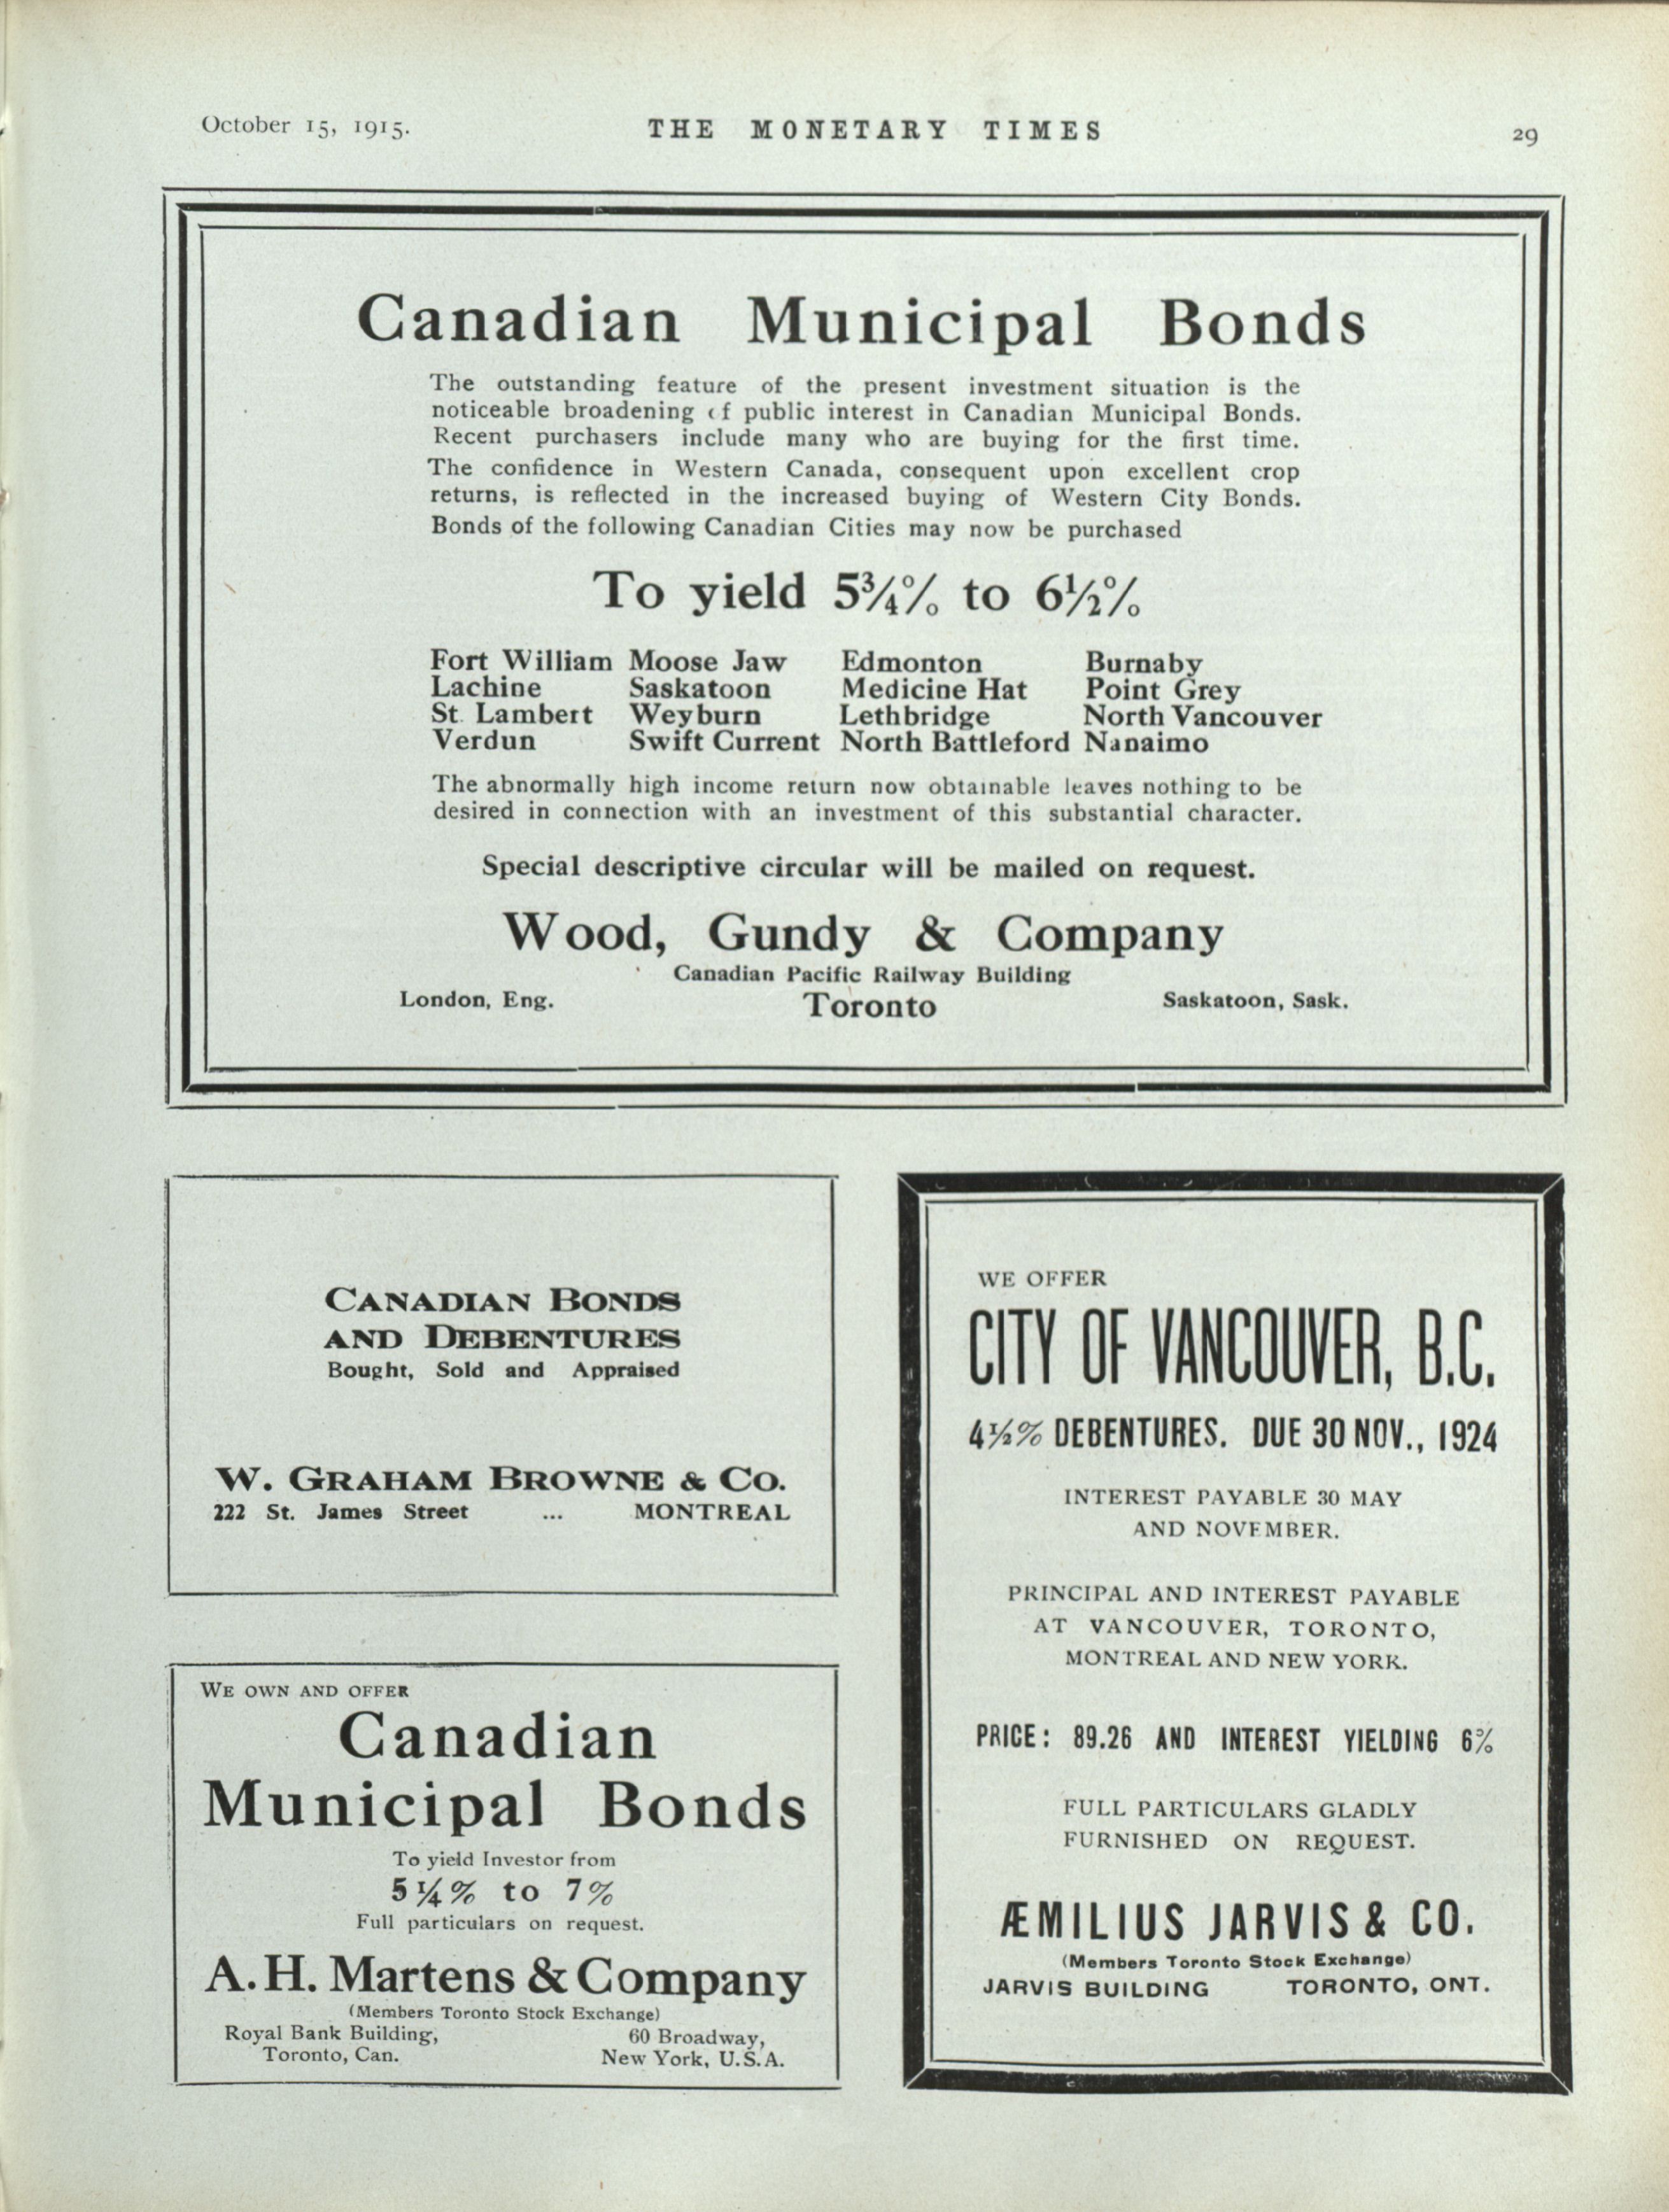 October 15, 1915.
THE MONETARY TIMES
29
Canadian Municipal Bonds
The outstanding feature of the present investment situation is the
noticeable broadening of public interest in Canadian Municipal Bonds.
Recent purchasers include many who are buying for the first time.
The confidence in Western Canada, consequent upon excellent crop
returns, is reflected in the increased buying of Western City Bonds.
Bonds of the following Canadian Cities may now be purchased
To yield 5¾% to 6½%
Fort William Moose Jaw Edmonton Burnaby
Lachine Saskatoon Medicine Hat Point Grey
St. Lambert Weyburn Lethbridge North Vancouver
Verdun Swift Current North Battleford Nanaimo
The abnormally high income return now obtainable leaves nothing to be
desired in connection with an investment of this substantial character.
Special descriptive circular will be mailed on request.
Wood, Gundy & Company
Canadian Pacific Railway Building
London, Eng. Toronto Saskatoon, Sask.
CANADIAN BONDS
AND DEBENTURES
Bought, Sold and Appraised
W. GRAHAM BROWNE & CO.
222 St. James Street ... MONTREAL
WE OWN AND OFFER
Canadian
Municipal Bonds
To yield Investor from
5¼% to 7%
Full particulars on request.
A. H. Martens & Company
(Members Toronto Stock Exchange)
Royal Bank Building, 60 Broadway,
Toronto, Can. New York, U.S.A.
WE OFFER
CITY OF VANCOUVER, B.C.
4½% DEBENTURES. DUE 30 NOV., 1924
INTEREST PAYABLE 30 MAY
AND NOVEMBER.
PRINCIPAL AND INTEREST PAYABLE
AT VANCOUVER, TORONTO,
MONTREAL AND NEW YORK.
PRICE: 89.26 AND INTEREST YIELDING 6%
FULL PARTICULARS GLADLY
FURNISHED ON REQUEST.
ÆMILIUS JARVIS & CO.
(Members Toronto Stock Exchange)
JARVIS BUILDING TORONTO, ONT.